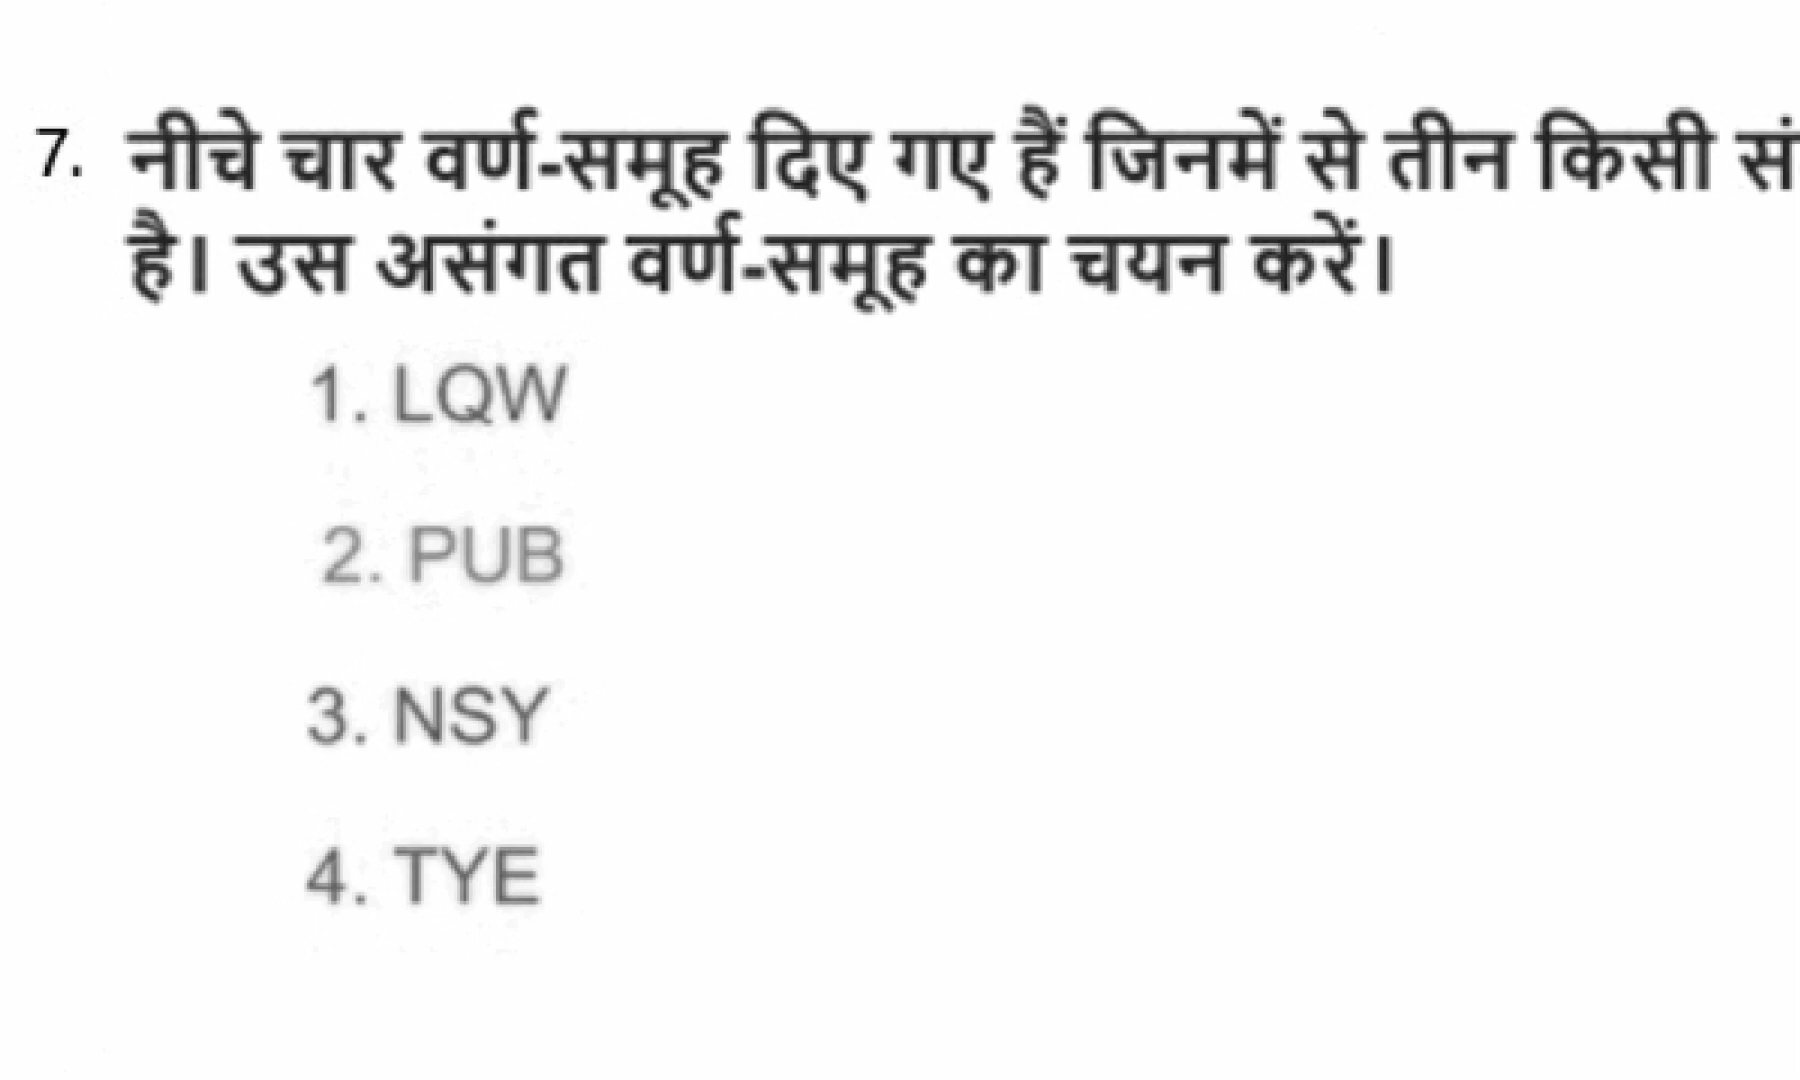 7. नीचे चार वर्ण-समूह दिए गए हैं जिनमें से तीन किसी
है। उस असंगत वर्ण-समूह का चयन करें।
1. LQW
2. PUB
3. NSY
4. TYE